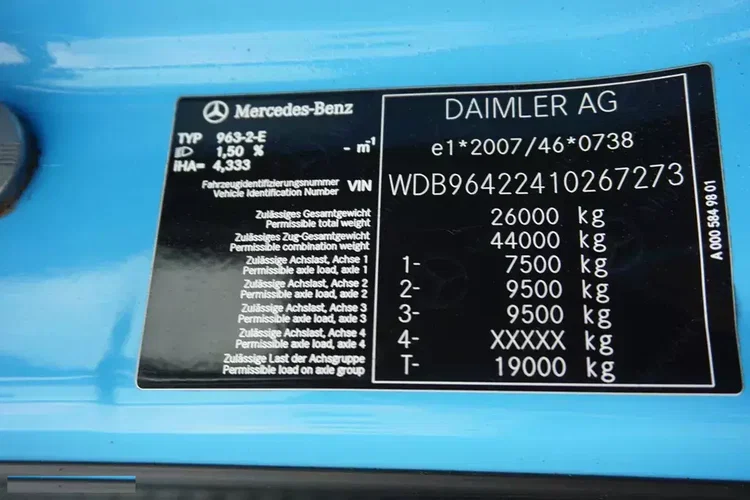 Mercedes-Benz
TYP 963-2-E
1,50 % - m⁻¹
iHA= 4,333
Fahrzeugidentifizierungsnummer VIN
Vehicle Identification Number
Zulässiges Gesamtgewicht
Permissible total weight
Zulässiges Zug-Gesamtgewicht
Permissible combination weight
Zulässige Achslast, Achse 1
Permissible axle load, axle 1
Zulässige Achslast, Achse 2
Permissible axle load, axle 2
Zulässige Achslast, Achse 3
Permissible axle load, axle 3
Zulässige Achslast, Achse 4
Permissible axle load, axle 4
Zulässige Last der Achsgruppe
Permissible load on axle group
DAIMLER AG
e1*2007/46*0738
WDB96422410267273
26000 kg
44000 kg
1- 7500 kg
2- 9500 kg
3- 9500 kg
4- XXXXX kg
T- 19000 kg
A 000 584 98 01